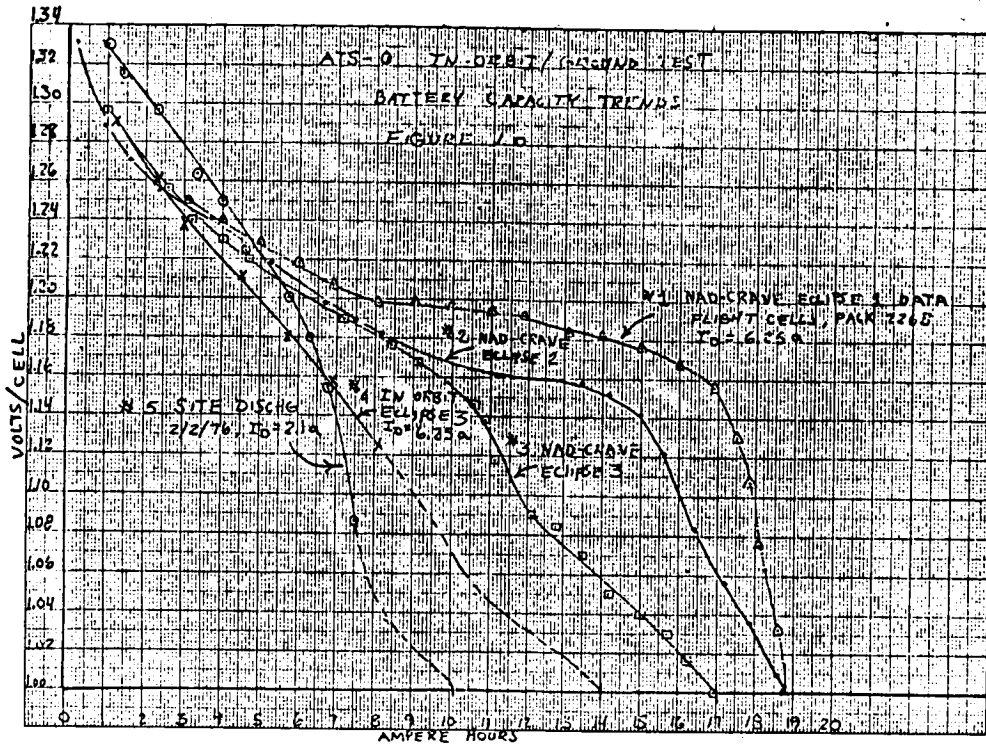 ATS-6 IN-ORBIT/GROUND TEST
BATTERY CAPACITY TRENDS
FIGURE 1.0
1.34
1.32
1.30
1.28
1.26
1.24
1.22
1.20
1.18
1.16
1.14
1.12
1.10
1.08
1.06
1.04
1.02
1.00
VOLTS/CELL
#1 NAD-CRANE ECLIPSE 1 DATA
FLIGHT CELLS, PACK 226E
ID = 6.25a
#2 NAD-CRANE
ECLIPSE 2
#3 NAD-CRANE
ECLIPSE 3
#4 IN ORBIT
ECLIPSE 3
ID=6.25a
#5 SITE DISCHG
2/2/76, ID=2.1a
0 2 3 4 5 6 7 8 9 10 11 12 13 14 15 16 17 18 19 20
AMPERE HOURS